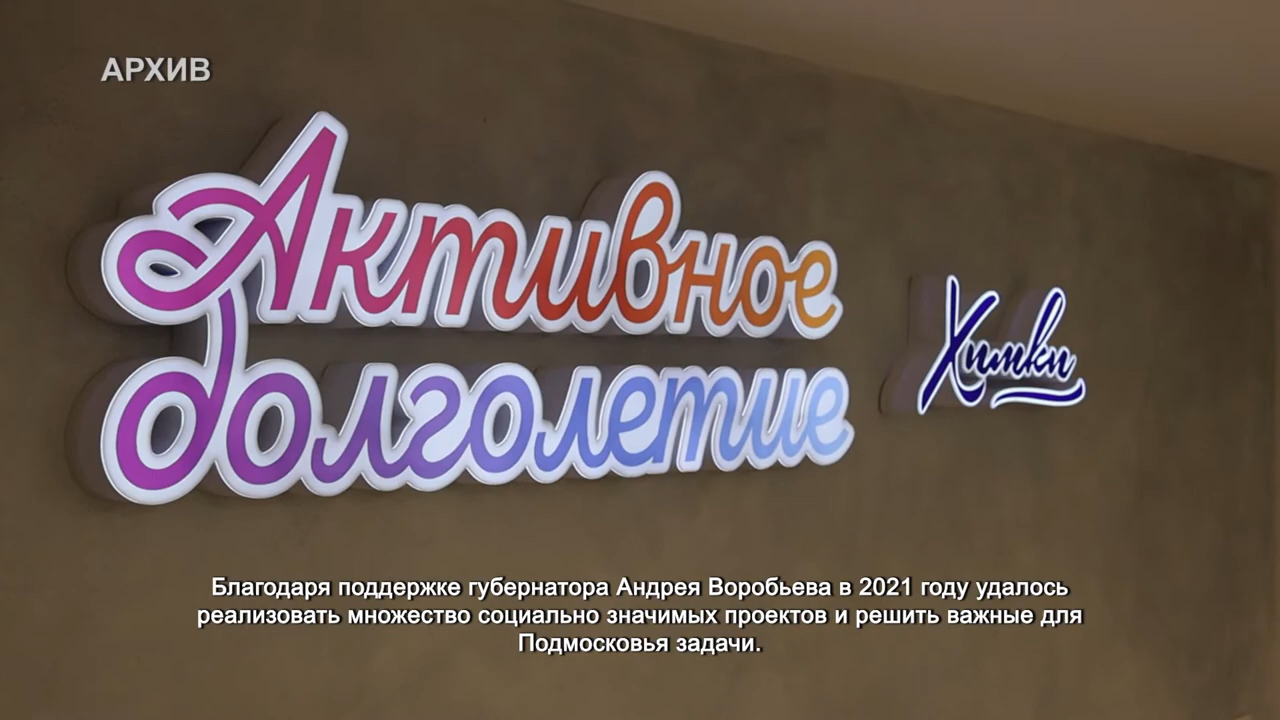 АРХИВ
Активное
долголетие
Химки
Благодаря поддержке губернатора Андрея Воробьева в 2021 году удалось
реализовать множество социально значимых проектов и решить важные для
Подмосковья задачи.